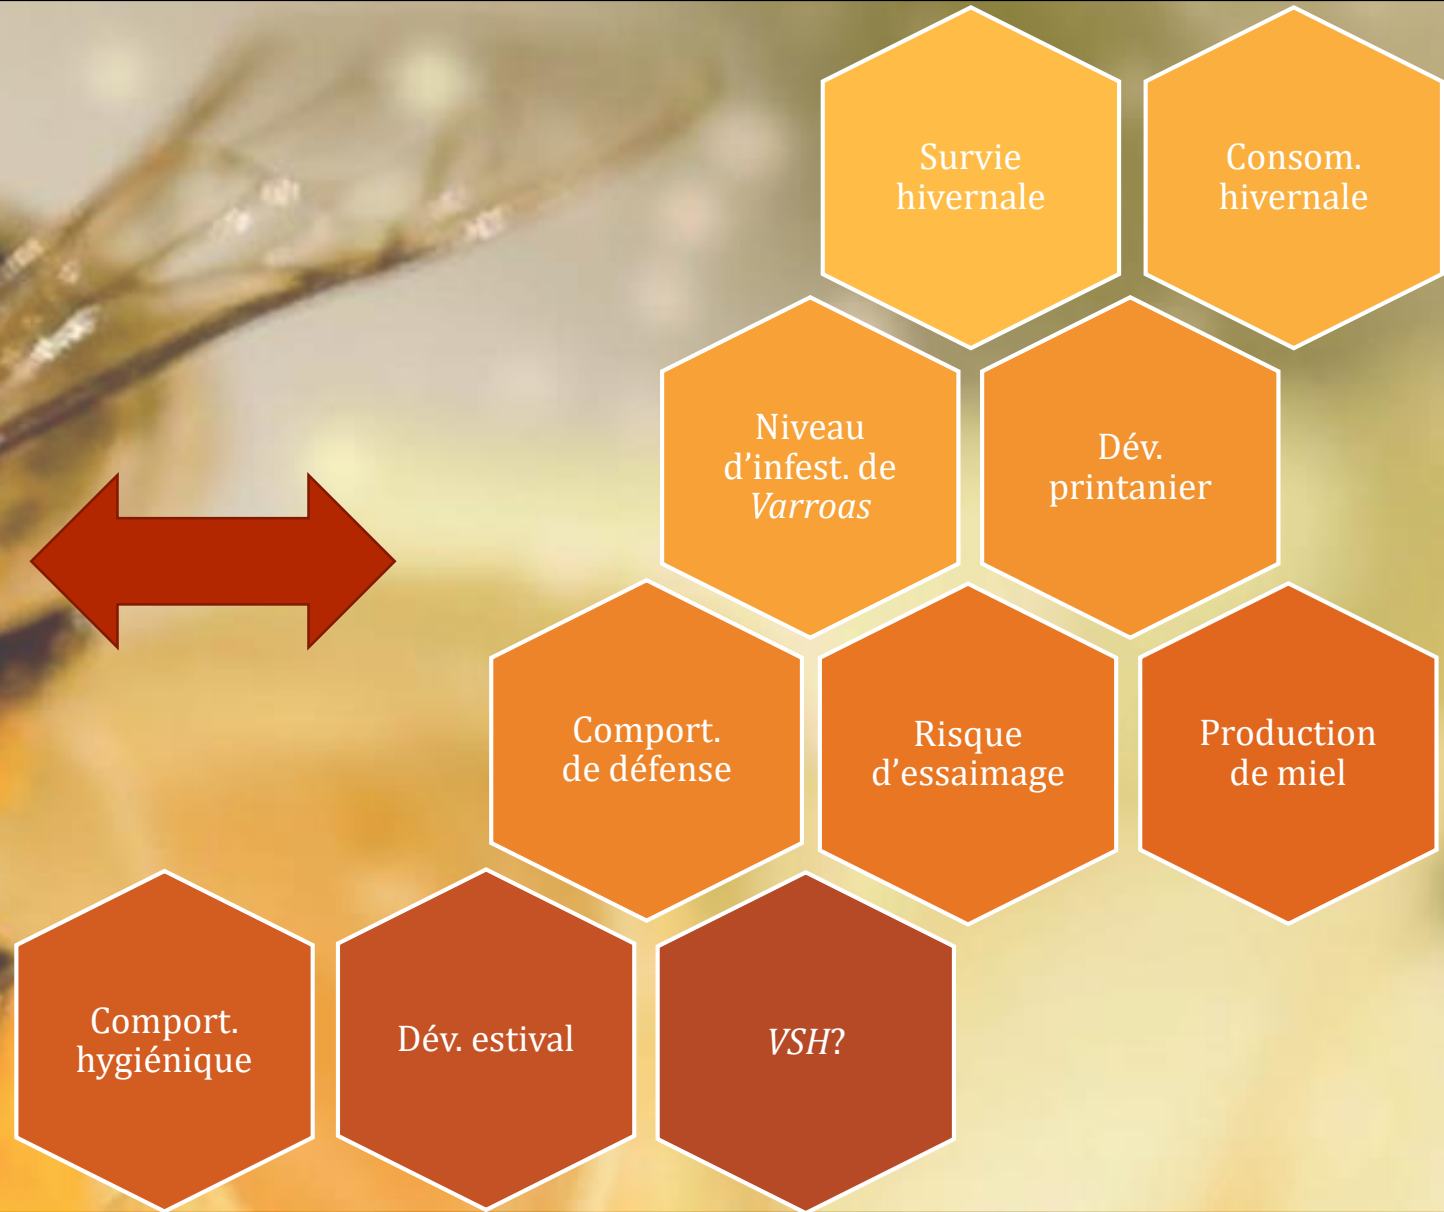 Survie
hivernale
Consom.
hivernale
Niveau
d’infest. de
Varroas
Dév.
printanier
Comport.
de défense
Risque
d’essaimage
Production
de miel
Comport.
hygiénique
Dév. estival
VSH?